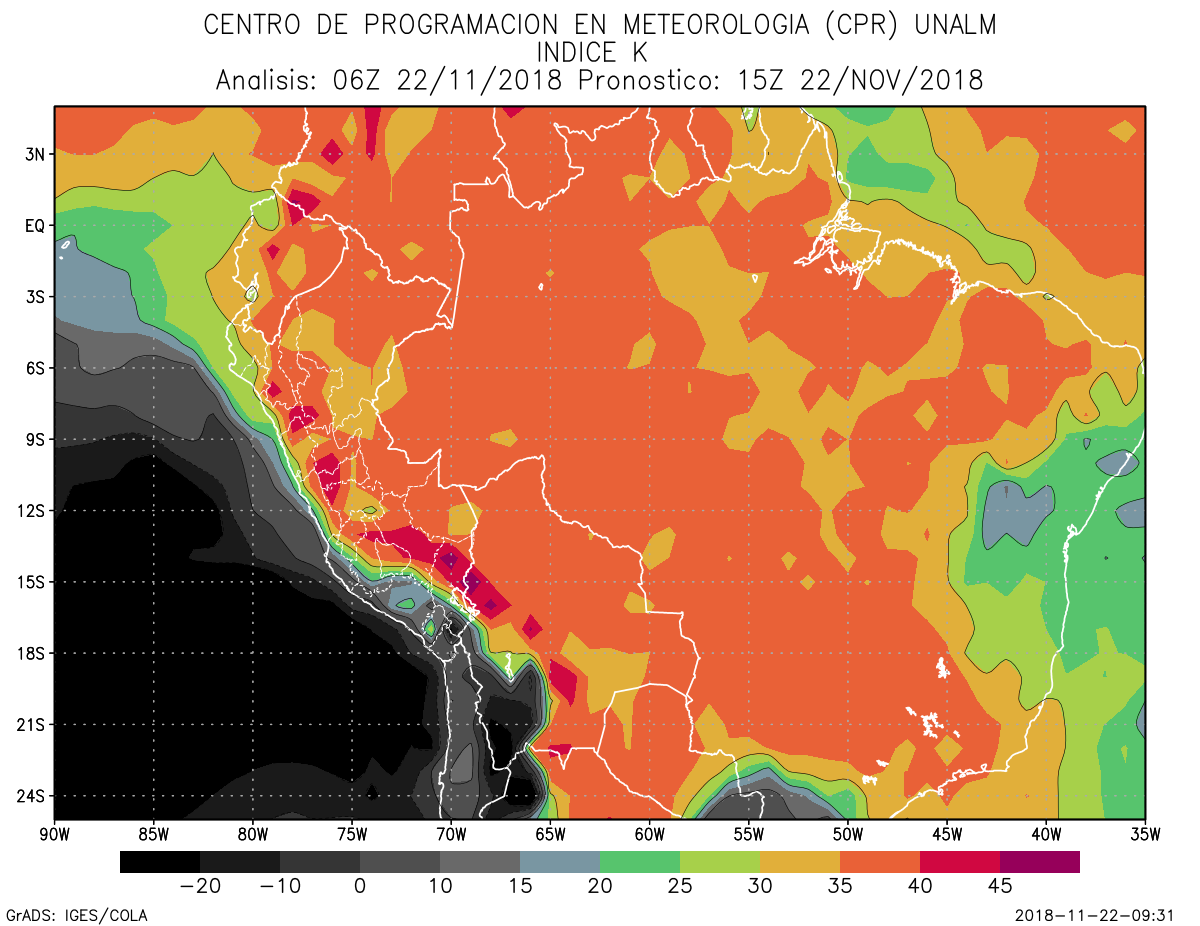 CENTRO DE PROGRAMACION EN METEOROLOGIA (CPR) UNALM
INDICE K
Analisis: 06Z 22/11/2018 Pronostico: 15Z 22/NOV/2018
3N
EQ
3S
6S
9S
12S
15S
18S
21S
24S
90W 85W 80W 75W 70W 65W 60W 55W 50W 45W 40W 35W
-20 -10 0 10 15 20 25 30 35 40 45
GrADS: IGES/COLA 2018-11-22-09:31